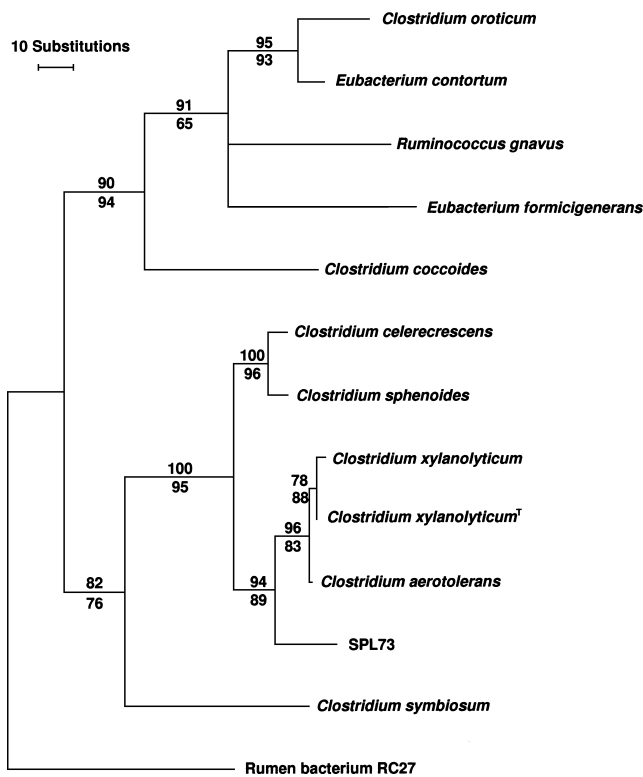 Clostridium oroticum
10 Substitutions
95
93
Eubacterium contortum
91
65
Ruminococcus gnavus
90
94
Eubacterium formicigenerans
Clostridium coccoides
Clostridium celerecrescens
100
96
Clostridium sphenoides
Clostridium xylanolyticum
100
95
78
88
Clostridium xylanolyticumᵀ
96
83
Clostridium aerotolerans
82
76
94
89
SPL73
Clostridium symbiosum
Rumen bacterium RC27